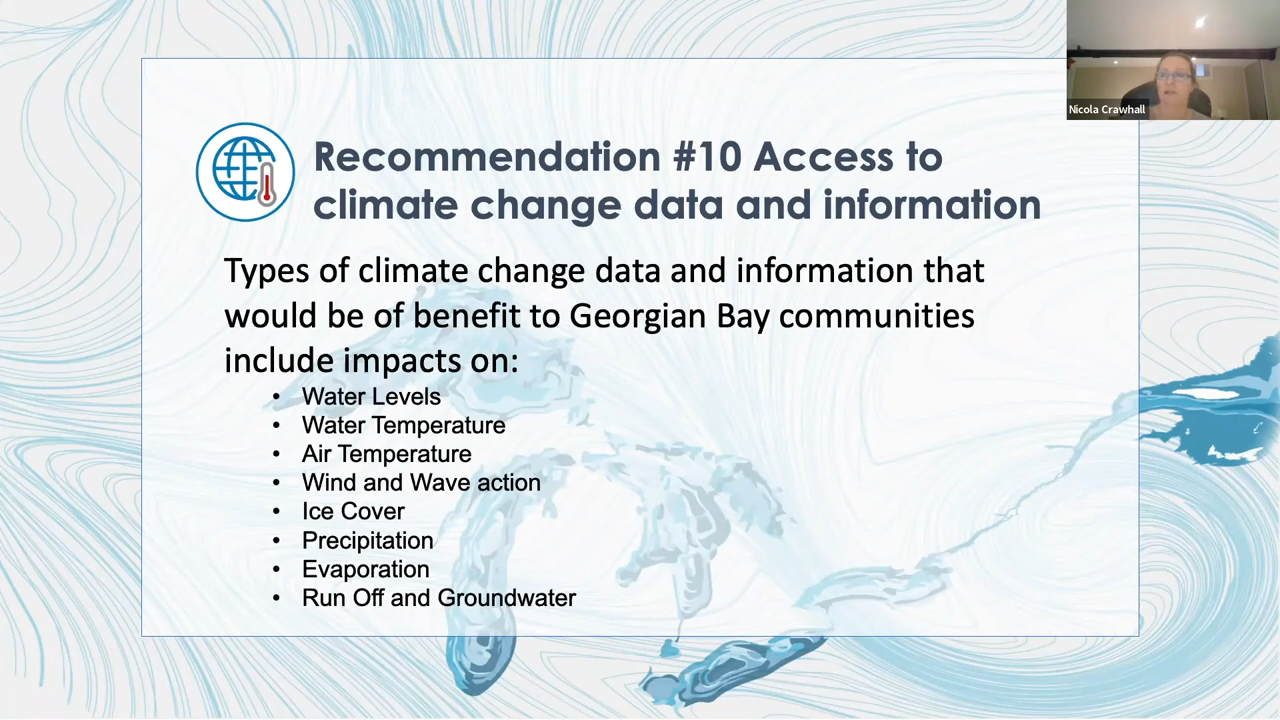 Nicola Crawhall
Recommendation #10 Access to
climate change data and information
Types of climate change data and information that
would be of benefit to Georgian Bay communities
include impacts on:
• Water Levels
• Water Temperature
• Air Temperature
• Wind and Wave action
• Ice Cover
• Precipitation
• Evaporation
• Run Off and Groundwater